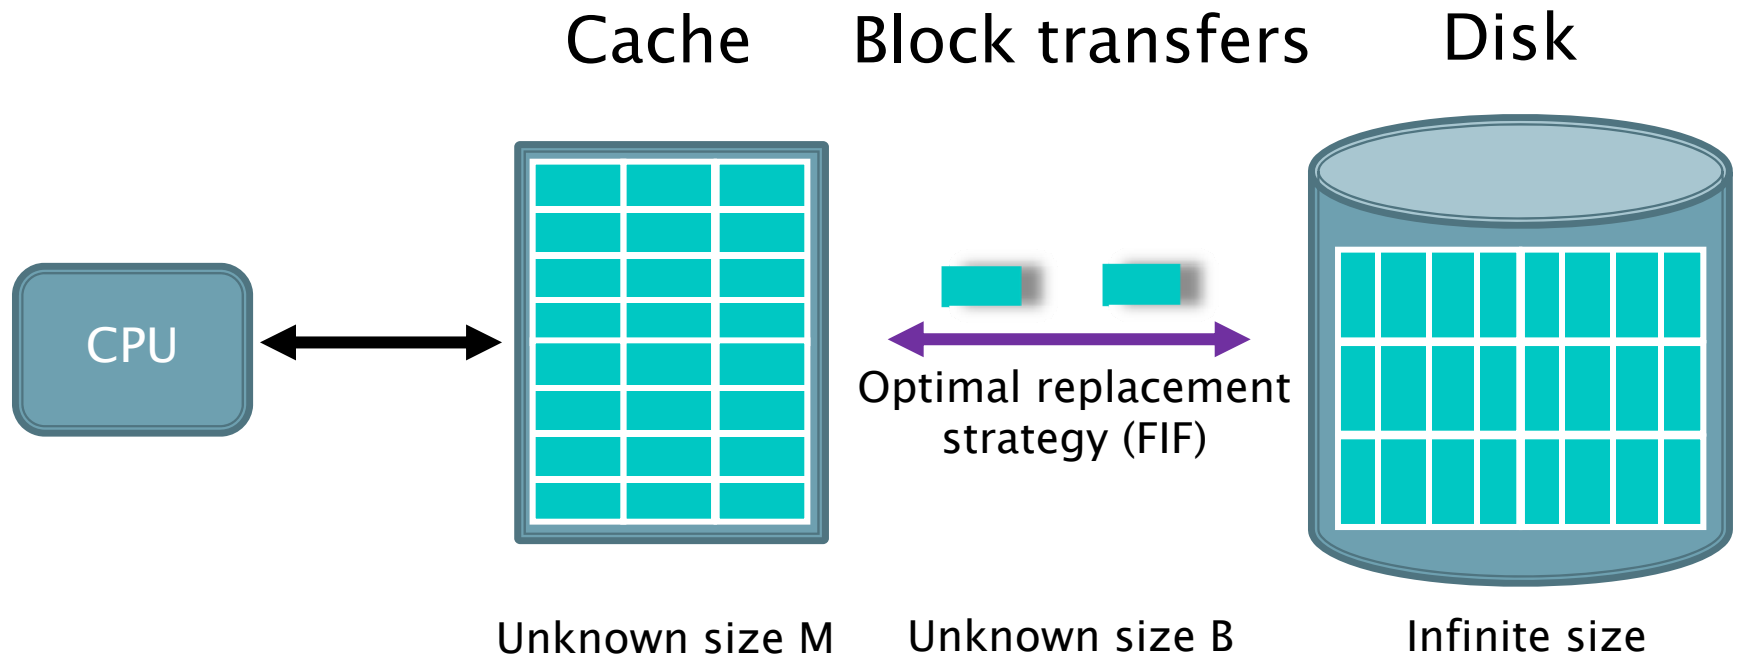 Cache
Block transfers
Disk
CPU
Optimal replacement
strategy (FIF)
Unknown size M
Unknown size B
Infinite size